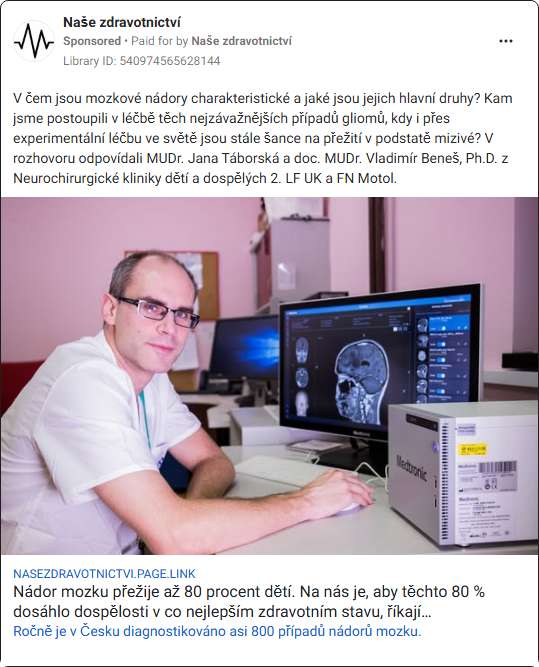 Naše zdravotnictví
Sponsored • Paid for by Naše zdravotnictví
Library ID: 540974565628144
V čem jsou mozkové nádory charakteristické a jaké jsou jejich hlavní druhy? Kam
jsme postoupili v léčbě těch nejzávažnějších případů gliomů, kdy i přes
experimentální léčbu ve světě jsou stále šance na přežití v podstatě mizivé? V
rozhovoru odpovídali MUDr. Jana Táborská a doc. MUDr. Vladimír Beneš, Ph.D. z
Neurochirurgické kliniky dětí a dospělých 2. LF UK a FN Motol.
Medtronic
Medtronic
NASEZDRAVOTNICTVI.PAGE.LINK
Nádor mozku přežije až 80 procent dětí. Na nás je, aby těchto 80 %
dosáhlo dospělosti v co nejlepším zdravotním stavu, říkají…
Ročně je v Česku diagnostikováno asi 800 případů nádorů mozku.